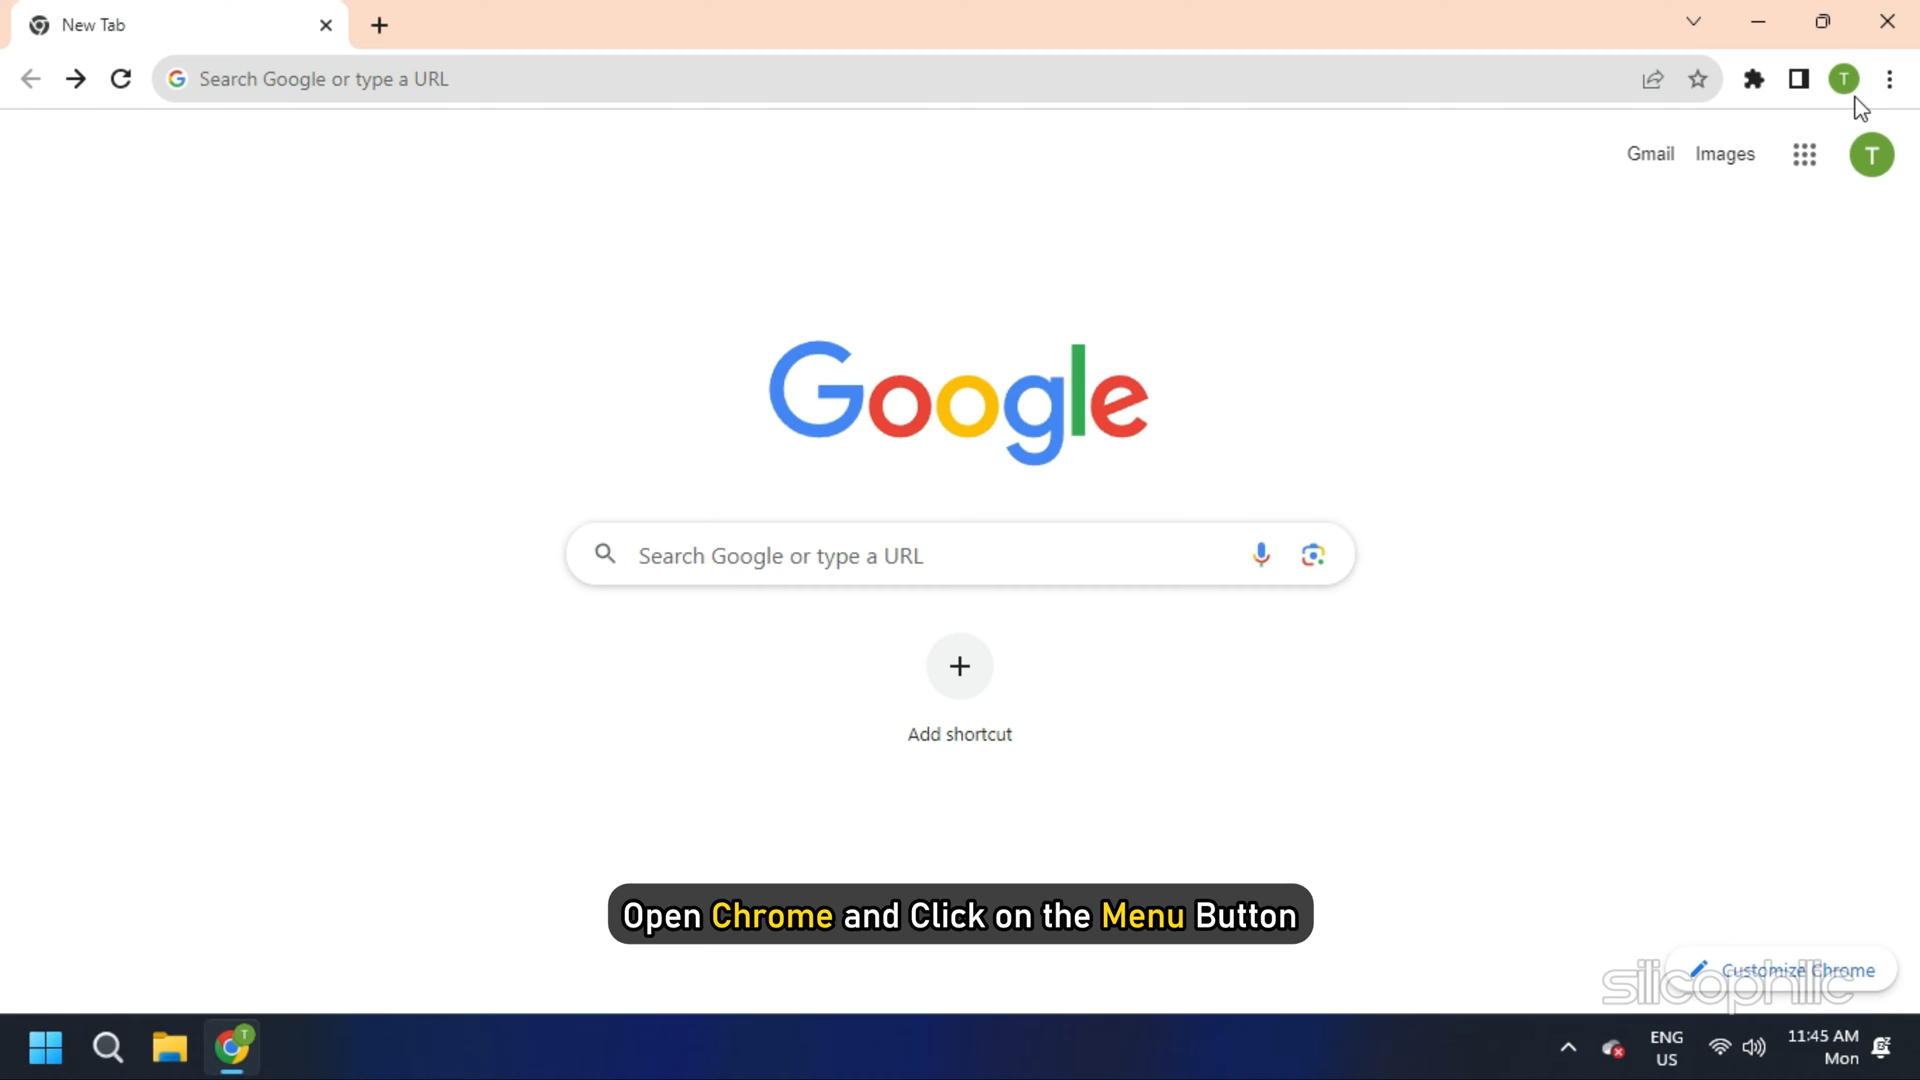 New Tab
Search Google or type a URL
T
Gmail Images
T
Google
Search Google or type a URL
Add shortcut
Open Chrome and Click on the Menu Button
Customize Chrome
silicophilic
T
ENG
US
11:45 AM
Mon